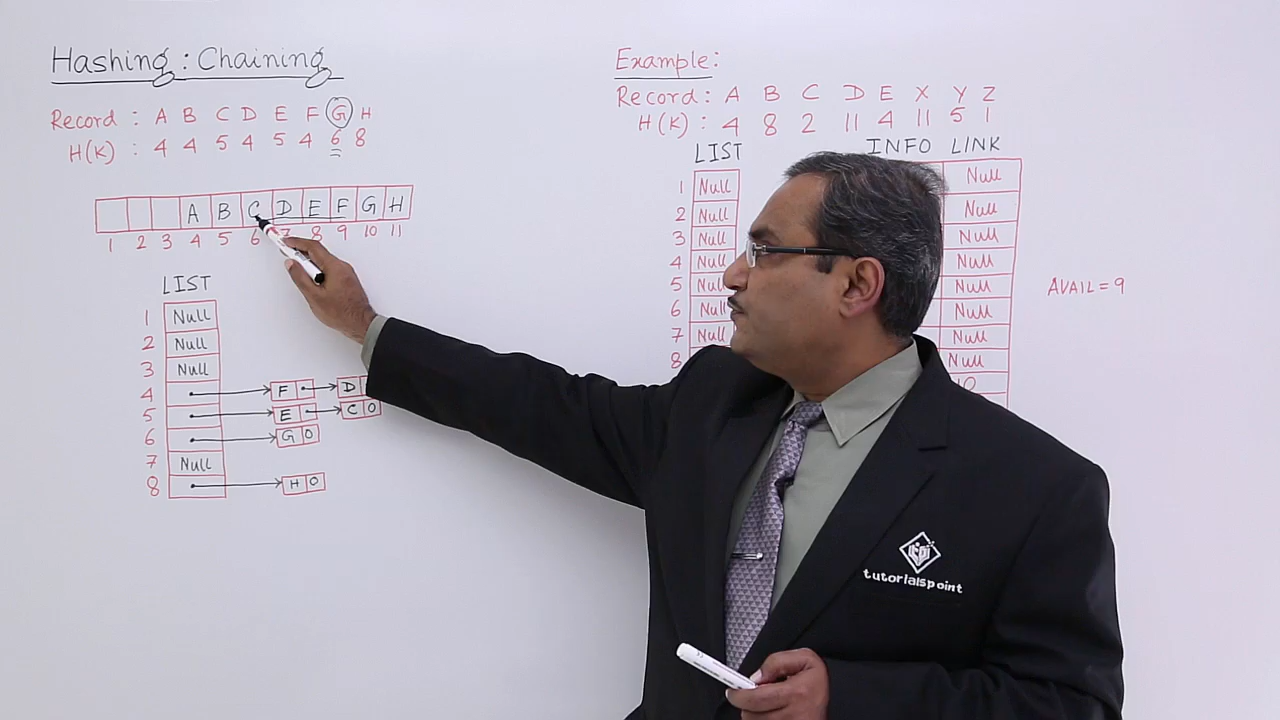 Hashing : Chaining
Record : A B C D E F G H
H(K) : 4 4 5 4 5 4 6 8
A B C D E F G H
1 2 3 4 5 6 7 8 9 10 11
LIST
1 Null
2 Null
3 Null
4 F D
5 E C 0
6 G 0
7 Null
8 H 0
Example:
Record : A B C D E X Y Z
H(K) : 4 8 2 11 4 11 5 1
LIST INFO LINK
1 Null Null
2 Null Null
3 Null Null
4 Null Null
5 Null Null
6 Null Null
7 Null Null
8 Null
10
AVAIL = 9
tutorialspoint